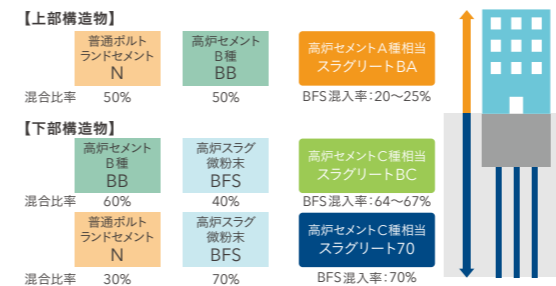 【上部構造物】
普通ポルト
ランドセメント
N
高炉セメント
B種
BB
高炉セメントA種相当
スラグリートBA
混合比率
50%
50%
BFS混入率:20〜25%
【下部構造物】
高炉セメント
B種
BB
高炉スラグ
微粉末
BFS
高炉セメントC種相当
スラグリートBC
混合比率
60%
40%
BFS混入率:64〜67%
普通ポルト
ランドセメント
N
高炉スラグ
微粉末
BFS
高炉セメントC種相当
スラグリート70
混合比率
30%
70%
BFS混入率:70%